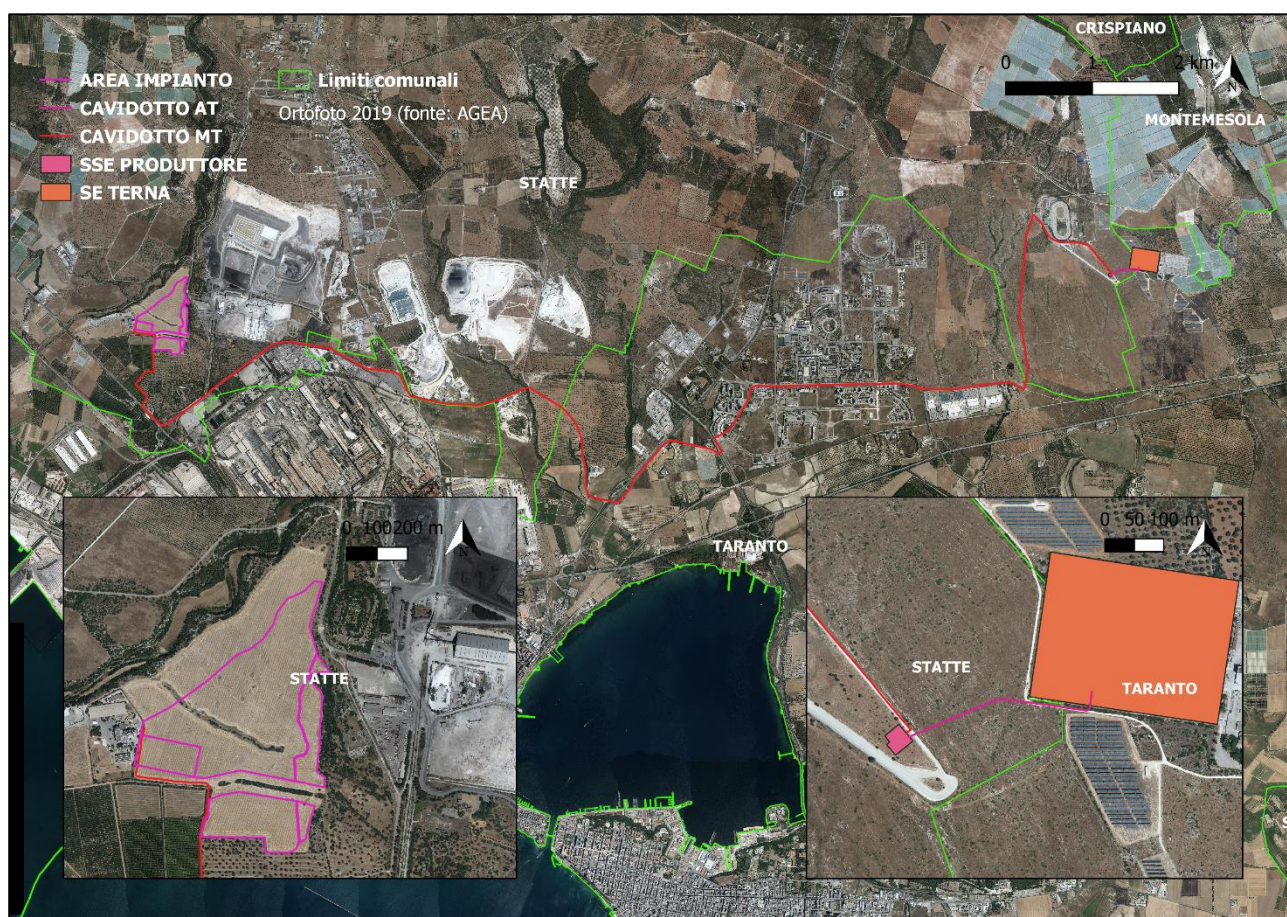 CRISPIANO
0 1 2 km
N
MONTEMESOLA
AREA IMPIANTO
CAVIDOTTO AT
CAVIDOTTO MT
SSE PRODUTTORE
SE TERNA
Limiti comunali
Ortofoto 2019 (fonte: AGEA)
STATTE
TARANTO
0 100200 m
N
STATTE
0 50 100 m
N
STATTE
TARANTO
S